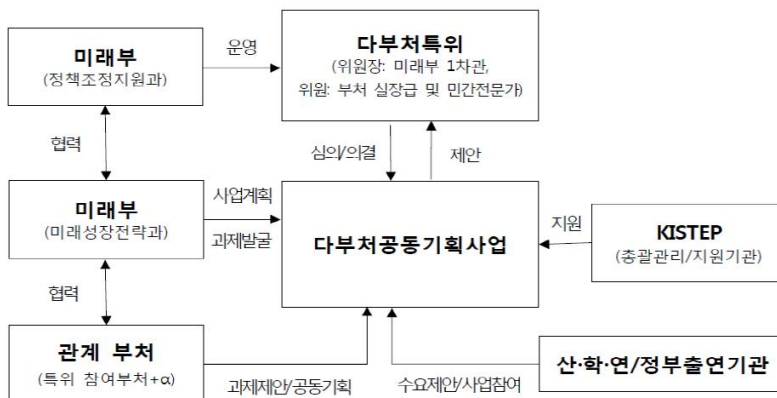 미래부
(정책조정지원과)
운영
다부처특위
(위원장: 미래부 1차관,
위원: 부처 실장급 및 민간전문가)
협력
심의/의결
제안
미래부
(미래성장전략과)
사업계획
과제발굴
다부처공동기획사업
지원
KISTEP
(총괄관리/지원기관)
협력
관계 부처
(특위 참여부처+α)
과제제안/공동기획
수요제안/사업참여
산·학·연/정부출연기관